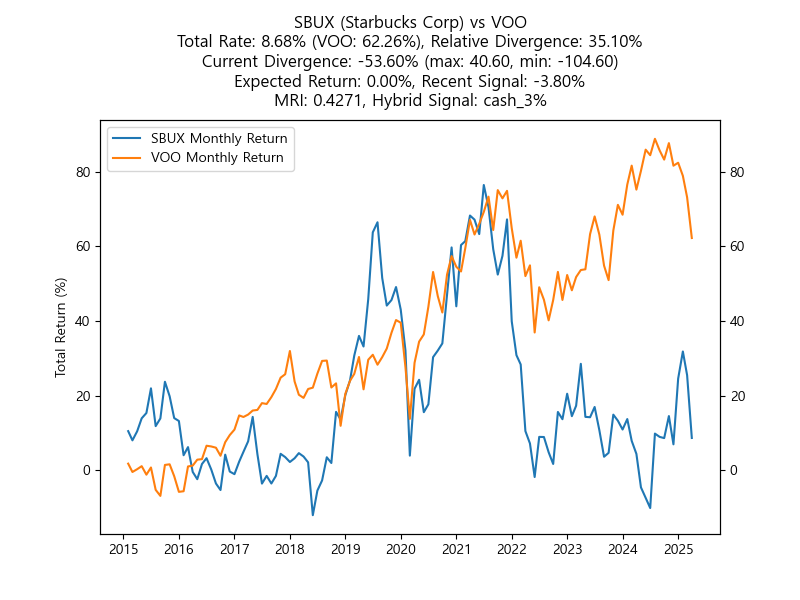 SBUX (Starbucks Corp) vs VOO
Total Rate: 8.68% (VOO: 62.26%), Relative Divergence: 35.10%
Current Divergence: -53.60% (max: 40.60, min: -104.60)
Expected Return: 0.00%, Recent Signal: -3.80%
MRI: 0.4271, Hybrid Signal: cash_3%
SBUX Monthly Return
VOO Monthly Return
Total Return (%)
80
60
40
20
0
80
60
40
20
0
2015 2016 2017 2018 2019 2020 2021 2022 2023 2024 2025